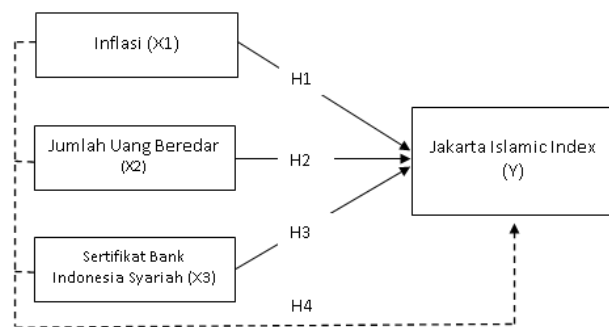 Inflasi (X1)
H1
Jumlah Uang Beredar
(X2)
H2
Jakarta Islamic Index
(Y)
H3
Sertifikat Bank
Indonesia Syariah (X3)
H4